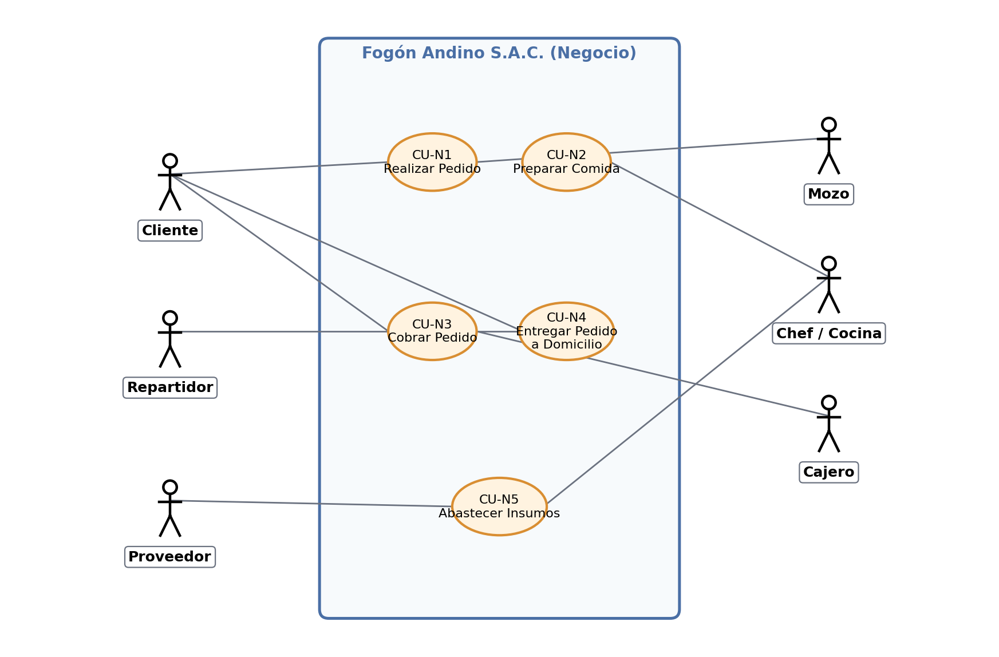 Fogón Andino S.A.C. (Negocio)
CU-N1
Realizar Pedido
CU-N2
Preparar Comida
Mozo
Cliente
CU-N3
Cobrar Pedido
CU-N4
Entregar Pedido
a Domicilio
Chef / Cocina
Repartidor
Cajero
CU-N5
Abastecer Insumos
Proveedor